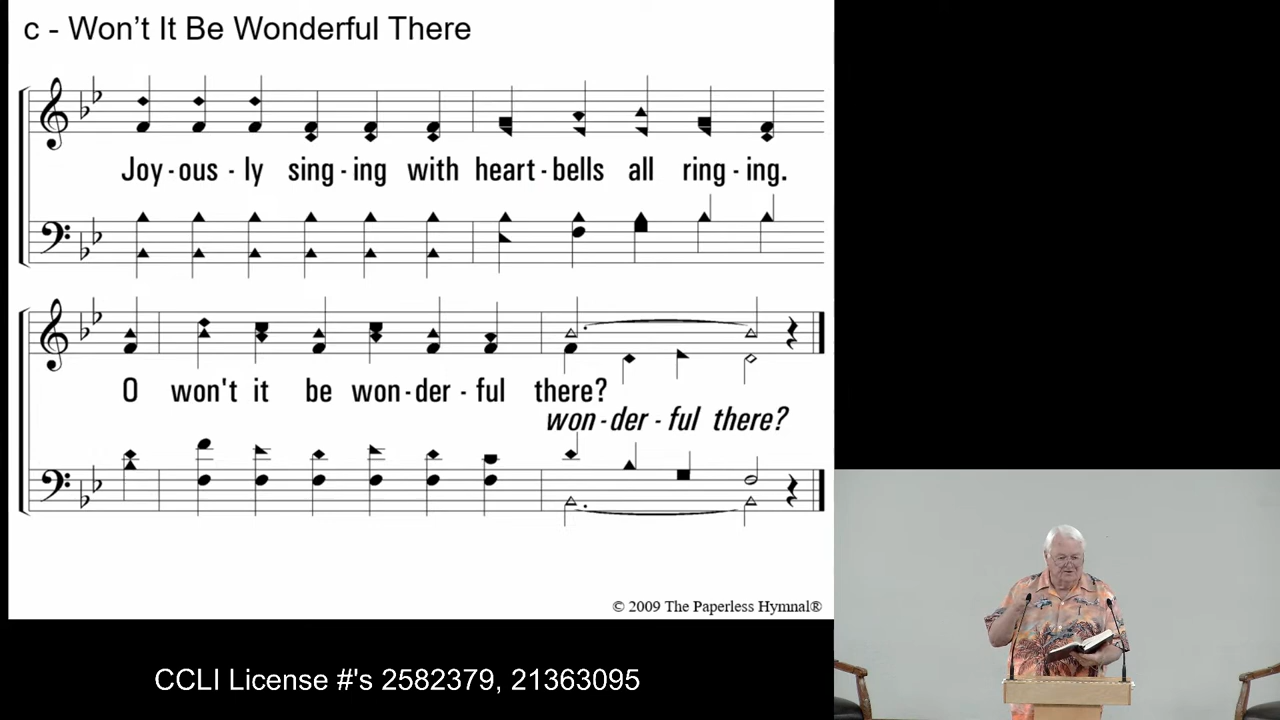 c - Won't It Be Wonderful There
Joy - ous - ly sing - ing with heart - bells all ring - ing.
O won't it be won - der - ful there?
won - der - ful there?
© 2009 The Paperless Hymnal®
CCLI License #'s 2582379, 21363095